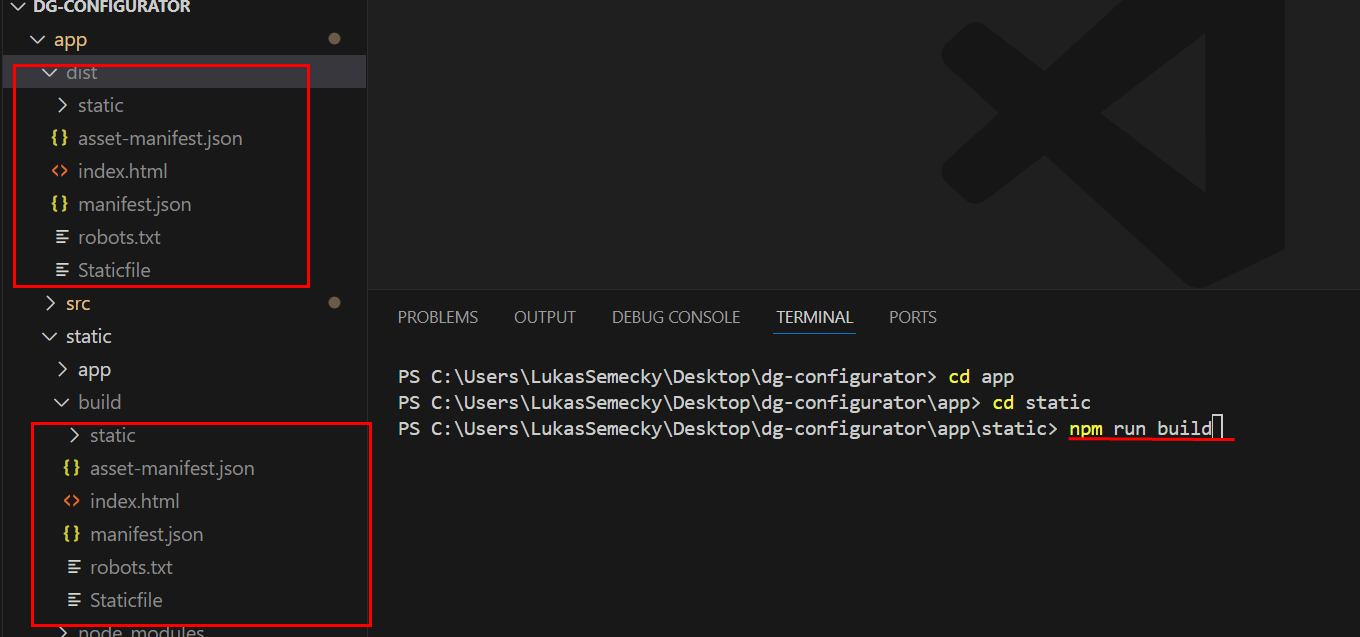 DG-CONFIGURATOR
app
dist
static
{} asset-manifest.json
<> index.html
{} manifest.json
robots.txt
Staticfile
src
static
app
build
static
{} asset-manifest.json
<> index.html
{} manifest.json
robots.txt
Staticfile
node_modules
PROBLEMS OUTPUT DEBUG CONSOLE TERMINAL PORTS
PS C:\Users\LukasSemecky\Desktop\dg-configurator> cd app
PS C:\Users\LukasSemecky\Desktop\dg-configurator\app> cd static
PS C:\Users\LukasSemecky\Desktop\dg-configurator\app\static> npm run build